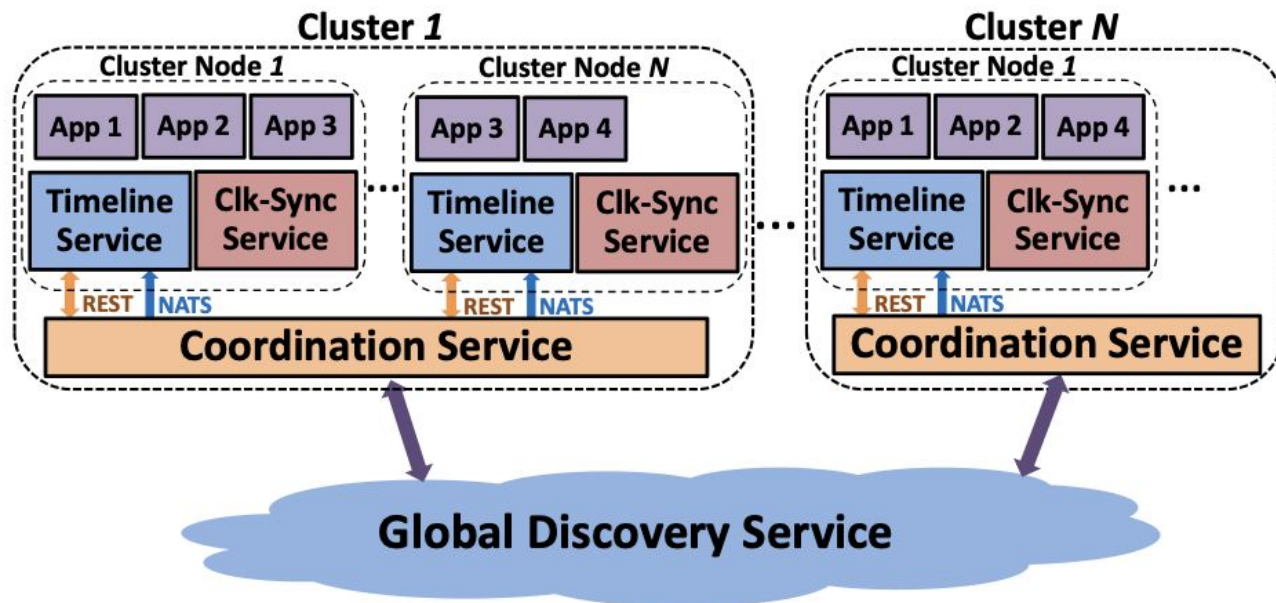 Cluster 1
Cluster N
Cluster Node 1
Cluster Node N
Cluster Node 1
App 1
App 2
App 3
App 3
App 4
App 1
App 2
App 4
Timeline
Service
Clk-Sync
Service
...
Timeline
Service
Clk-Sync
Service
...
Timeline
Service
Clk-Sync
Service
...
REST
NATS
REST
NATS
REST
NATS
Coordination Service
Coordination Service
Global Discovery Service